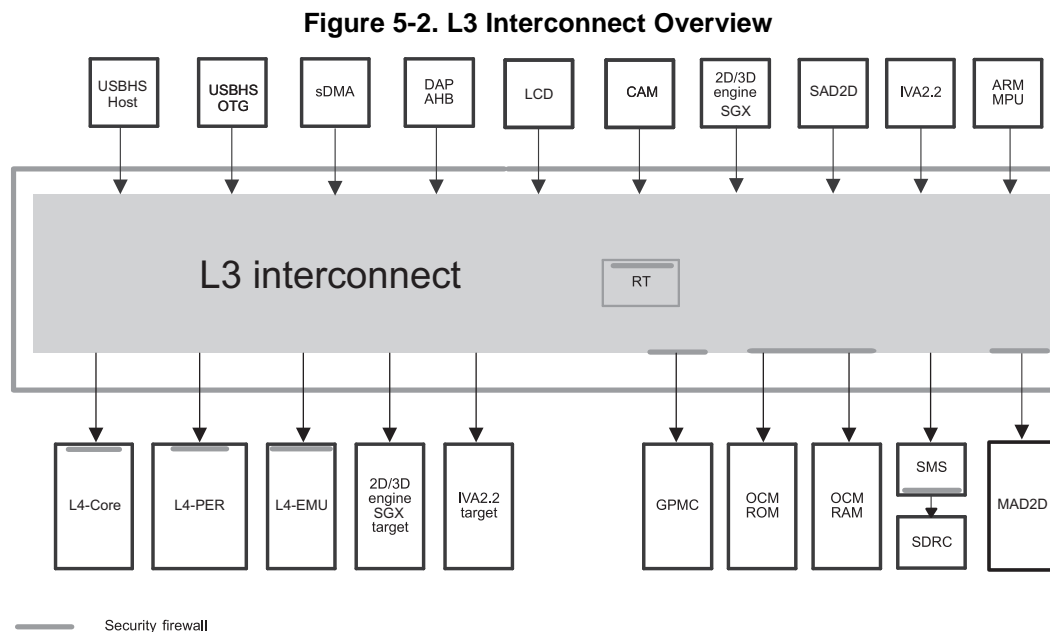 Figure 5-2. L3 Interconnect Overview
USBHS
Host
USBHS
OTG
sDMA
DAP
AHB
LCD
CAM
2D/3D
engine
SGX
SAD2D
IVA2.2
ARM
MPU
L3 interconnect
RT
L4-Core
L4-PER
L4-EMU
2D/3D
engine
SGX
target
IVA2.2
target
GPMC
OCM
ROM
OCM
RAM
SMS
SDRC
MAD2D
Security firewall